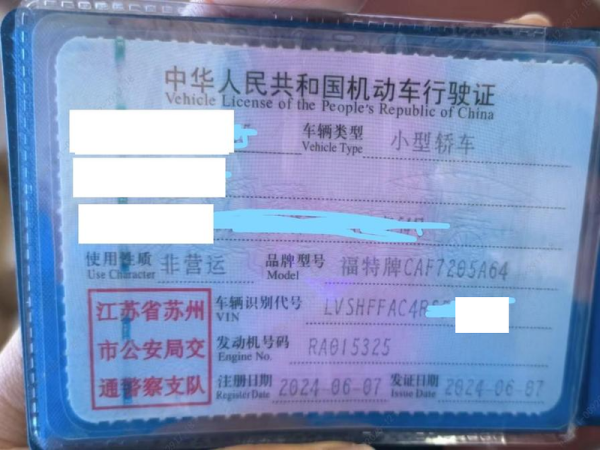 中华人民共和国机动车行驶证
Vehicle License of the People's Republic of China
车辆类型 小型轿车
Vehicle Type
使用性质 非营运 品牌型号 福特牌CAF7205A64
Use Character Model
江苏省苏州 车辆识别代号 LVSHFFAC4R
VIN
市公安局交 发动机号码 RA015325
Engine No.
通警察支队 注册日期 2024-06-07 发证日期 2024-06-07
Register Date Issue Date